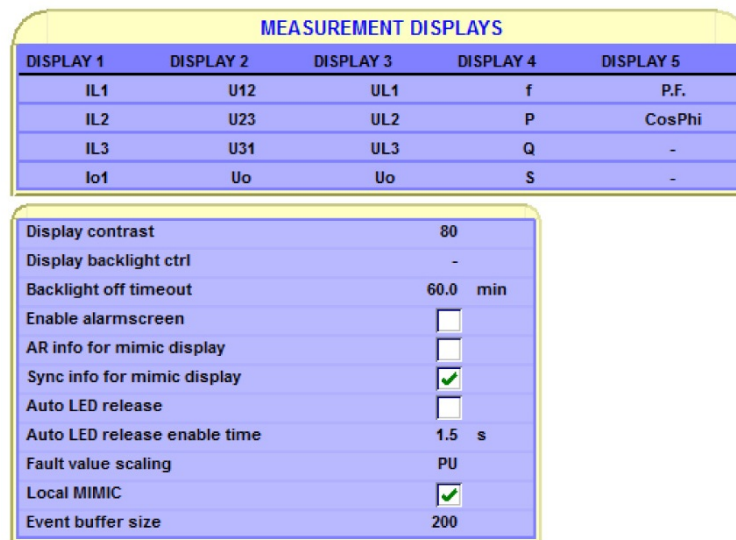 MEASUREMENT DISPLAYS
DISPLAY 1 DISPLAY 2 DISPLAY 3 DISPLAY 4 DISPLAY 5
IL1 U12 UL1 f P.F.
IL2 U23 UL2 P CosPhi
IL3 U31 UL3 Q -
Io1 Uo Uo S -
Display contrast 80
Display backlight ctrl -
Backlight off timeout 60.0 min
Enable alarmscreen
AR info for mimic display
Sync info for mimic display
Auto LED release
Auto LED release enable time 1.5 s
Fault value scaling PU
Local MIMIC
Event buffer size 200